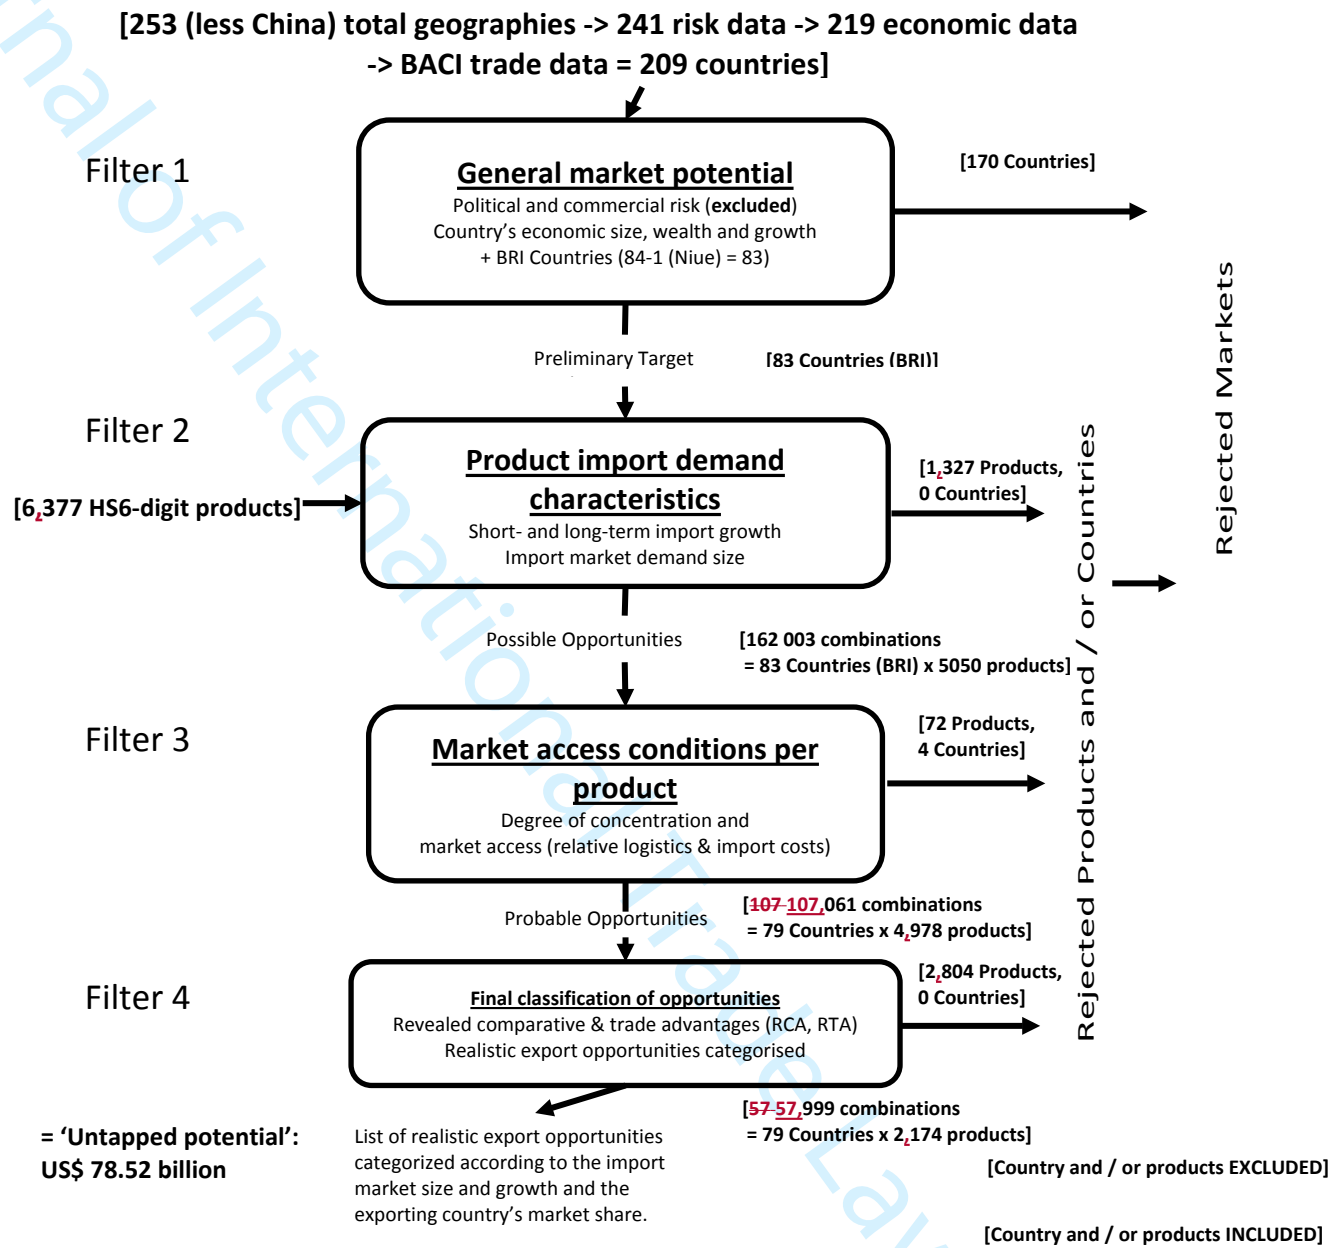 [253 (less China) total geographies -> 241 risk data -> 219 economic data
-> BACI trade data = 209 countries]
Filter 1
General market potential
Political and commercial risk (excluded)
Country's economic size, wealth and growth
+ BRI Countries (84-1 (Niue) = 83)
[170 Countries]
Rejected Markets
Preliminary Target
[83 Countries (BRI)]
Filter 2
[6,377 HS6-digit products]
Product import demand
characteristics
Short- and long-term import growth
Import market demand size
[1,327 Products,
0 Countries]
Rejected Products and / or Countries
Possible Opportunities
[162 003 combinations
= 83 Countries (BRI) x 5050 products]
Filter 3
Market access conditions per
product
Degree of concentration and
market access (relative logistics & import costs)
[72 Products,
4 Countries]
Probable Opportunities
[107 107,061 combinations
= 79 Countries x 4,978 products]
Filter 4
Final classification of opportunities
Revealed comparative & trade advantages (RCA, RTA)
Realistic export opportunities categorised
[2,804 Products,
0 Countries]
[57 57,999 combinations
= 79 Countries x 2,174 products]
= 'Untapped potential':
US$ 78.52 billion
List of realistic export opportunities
categorized according to the import
market size and growth and the
exporting country's market share.
[Country and / or products EXCLUDED]
[Country and / or products INCLUDED]
nal of International Trade Law